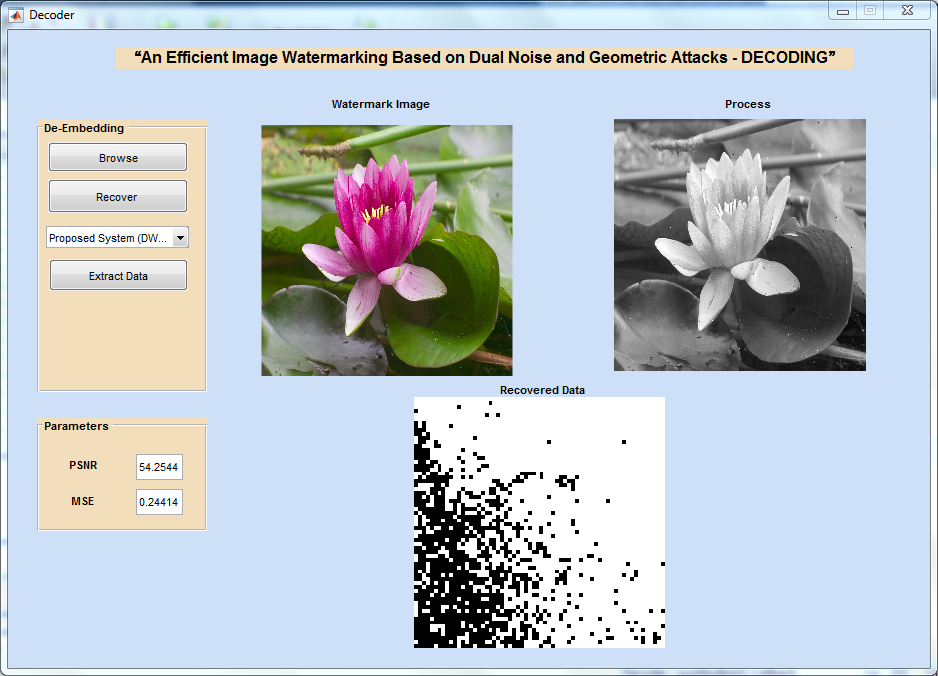 Decoder
“An Efficient Image Watermarking Based on Dual Noise and Geometric Attacks - DECODING”
Watermark Image
Process
De-Embedding
Browse
Recover
Proposed System (DW...
Extract Data
Recovered Data
Parameters
PSNR
54.2544
MSE
0.24414